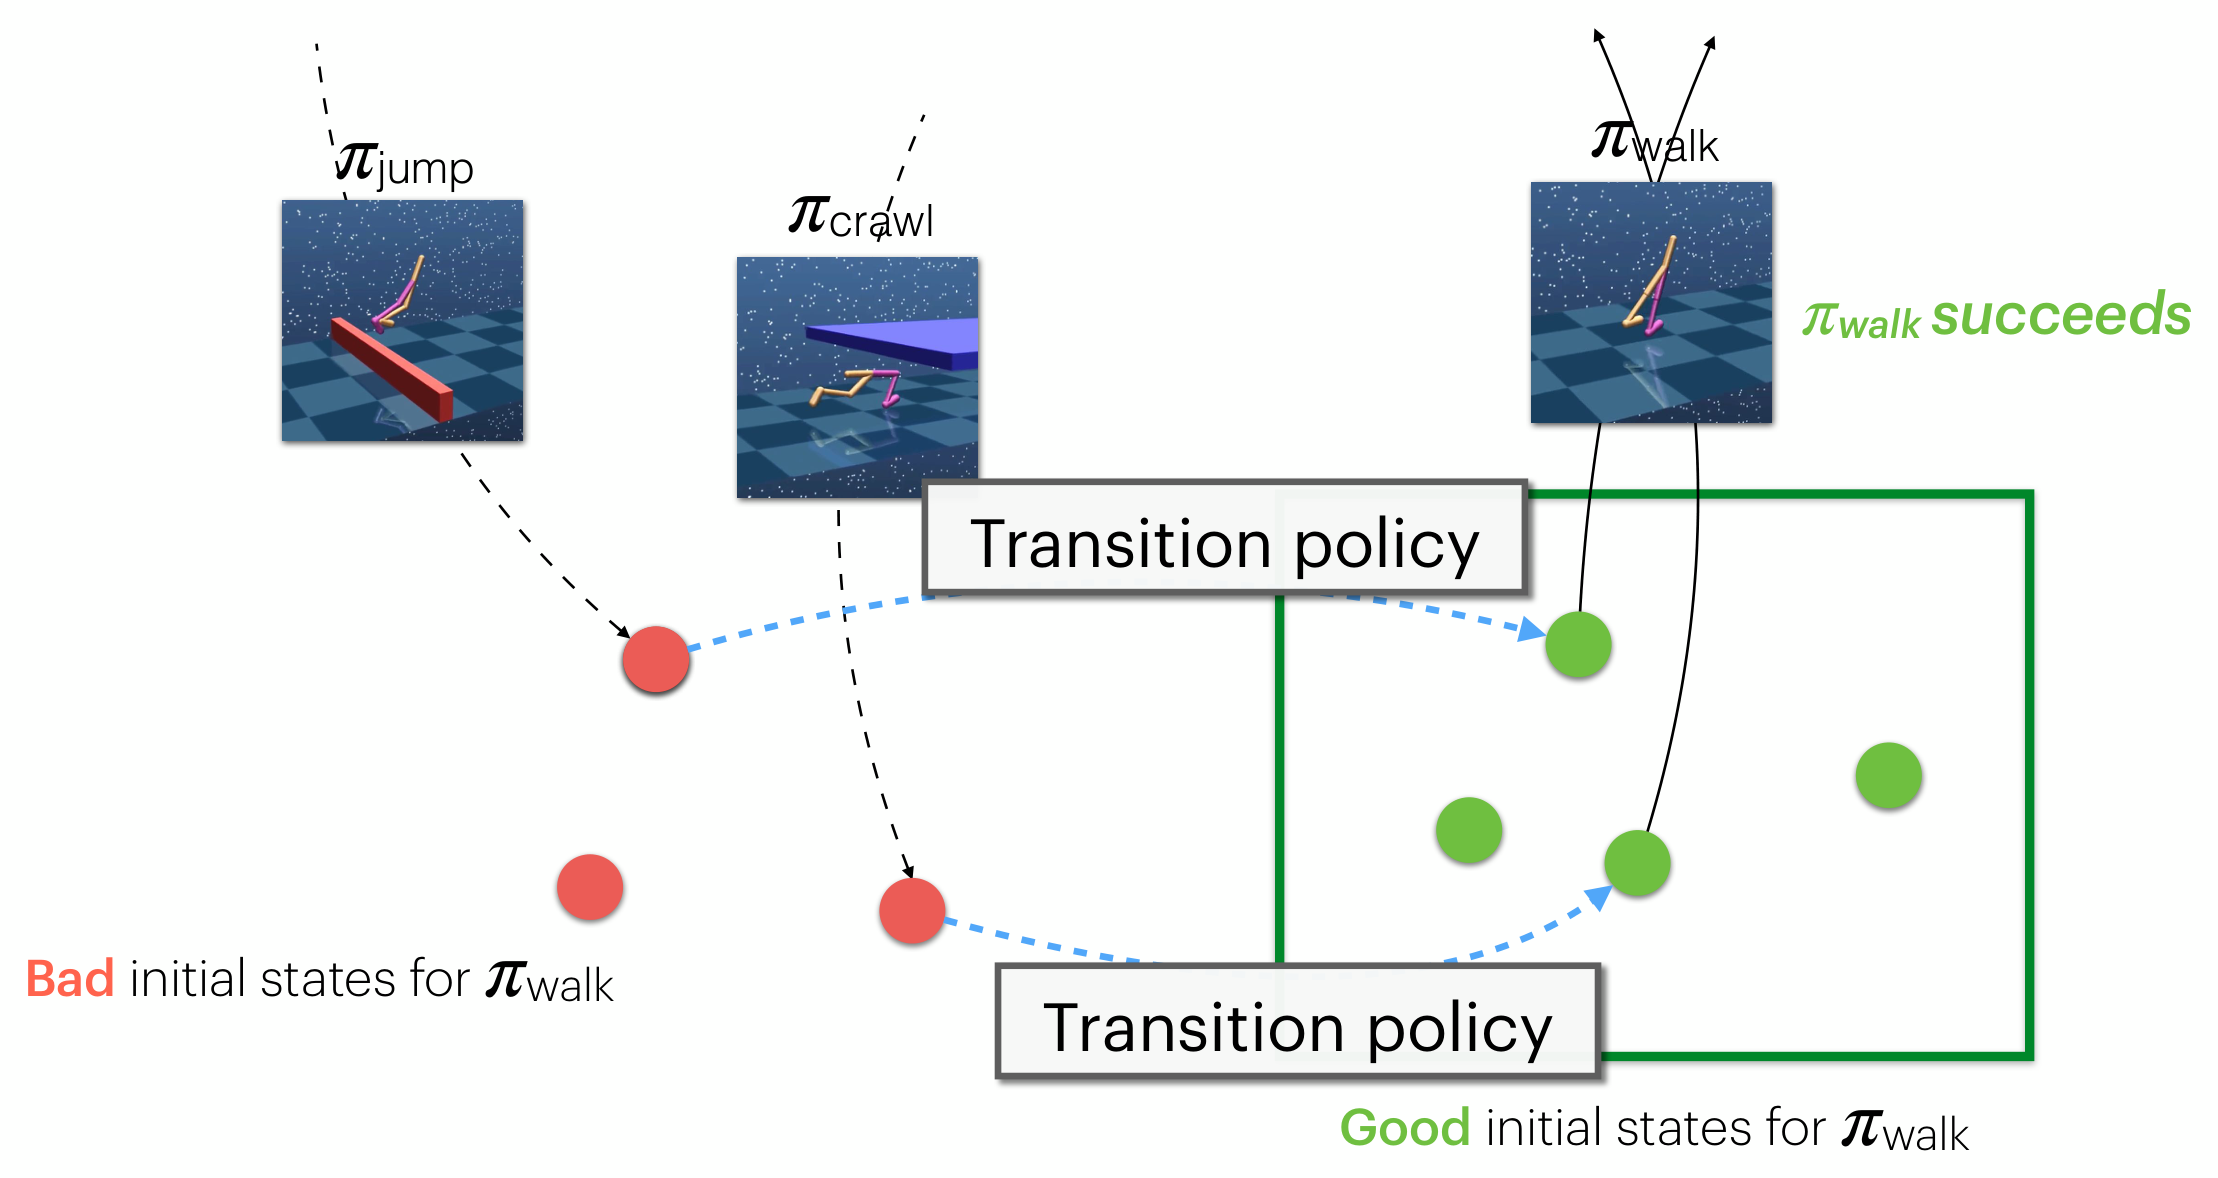 πjump
πcrawl
πwalk
πwalk succeeds
Transition policy
Bad initial states for πwalk
Transition policy
Good initial states for πwalk